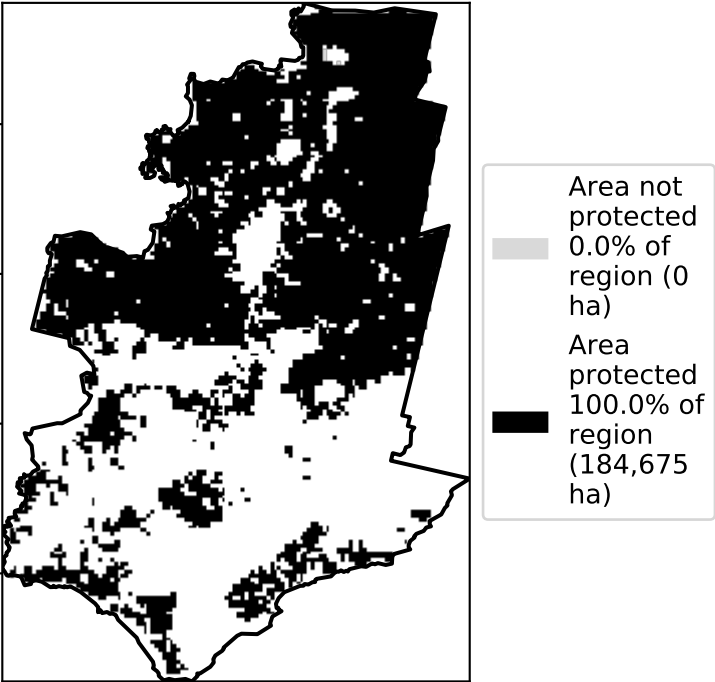 Area not
protected
0.0% of
region (0
ha)
Area
protected
100.0% of
region
(184,675
ha)